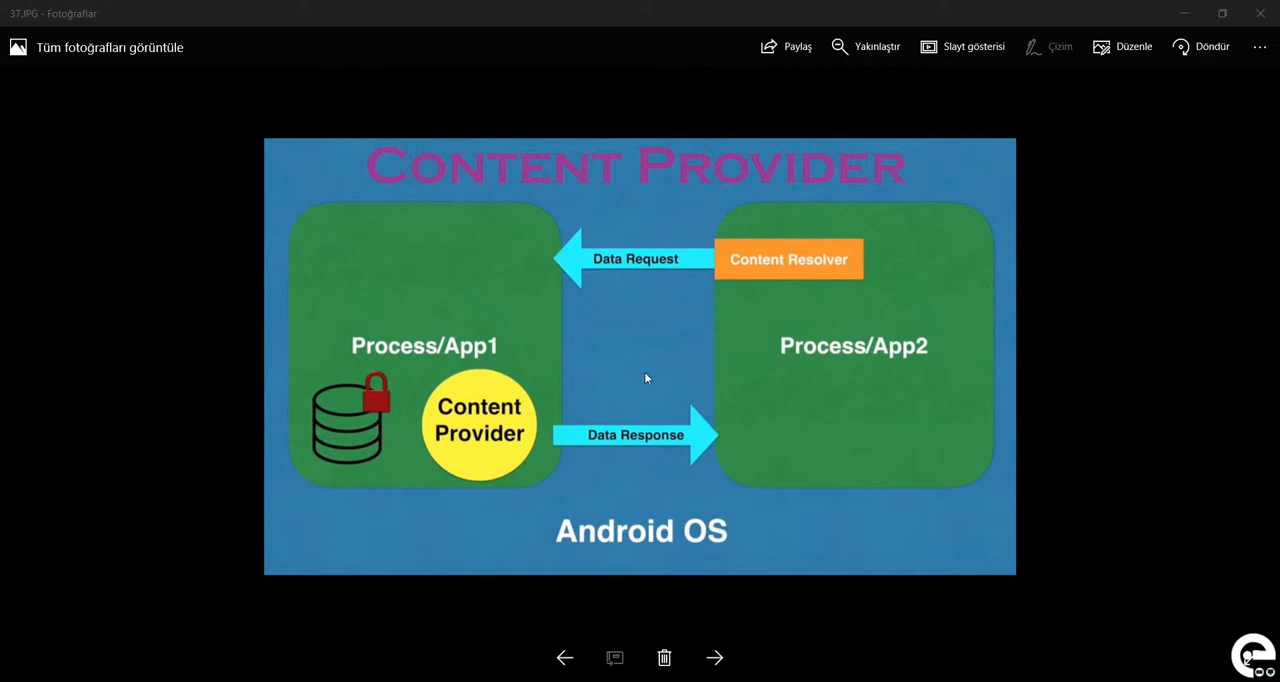 37.JPG - Fotoğraflar
Tüm fotoğrafları görüntüle
Paylaş
Yakınlaştır
Slayt gösterisi
Çizim
Düzenle
Döndür
CONTENT PROVIDER
Data Request
Content Resolver
Process/App1
Process/App2
Content
Provider
Data Response
Android OS